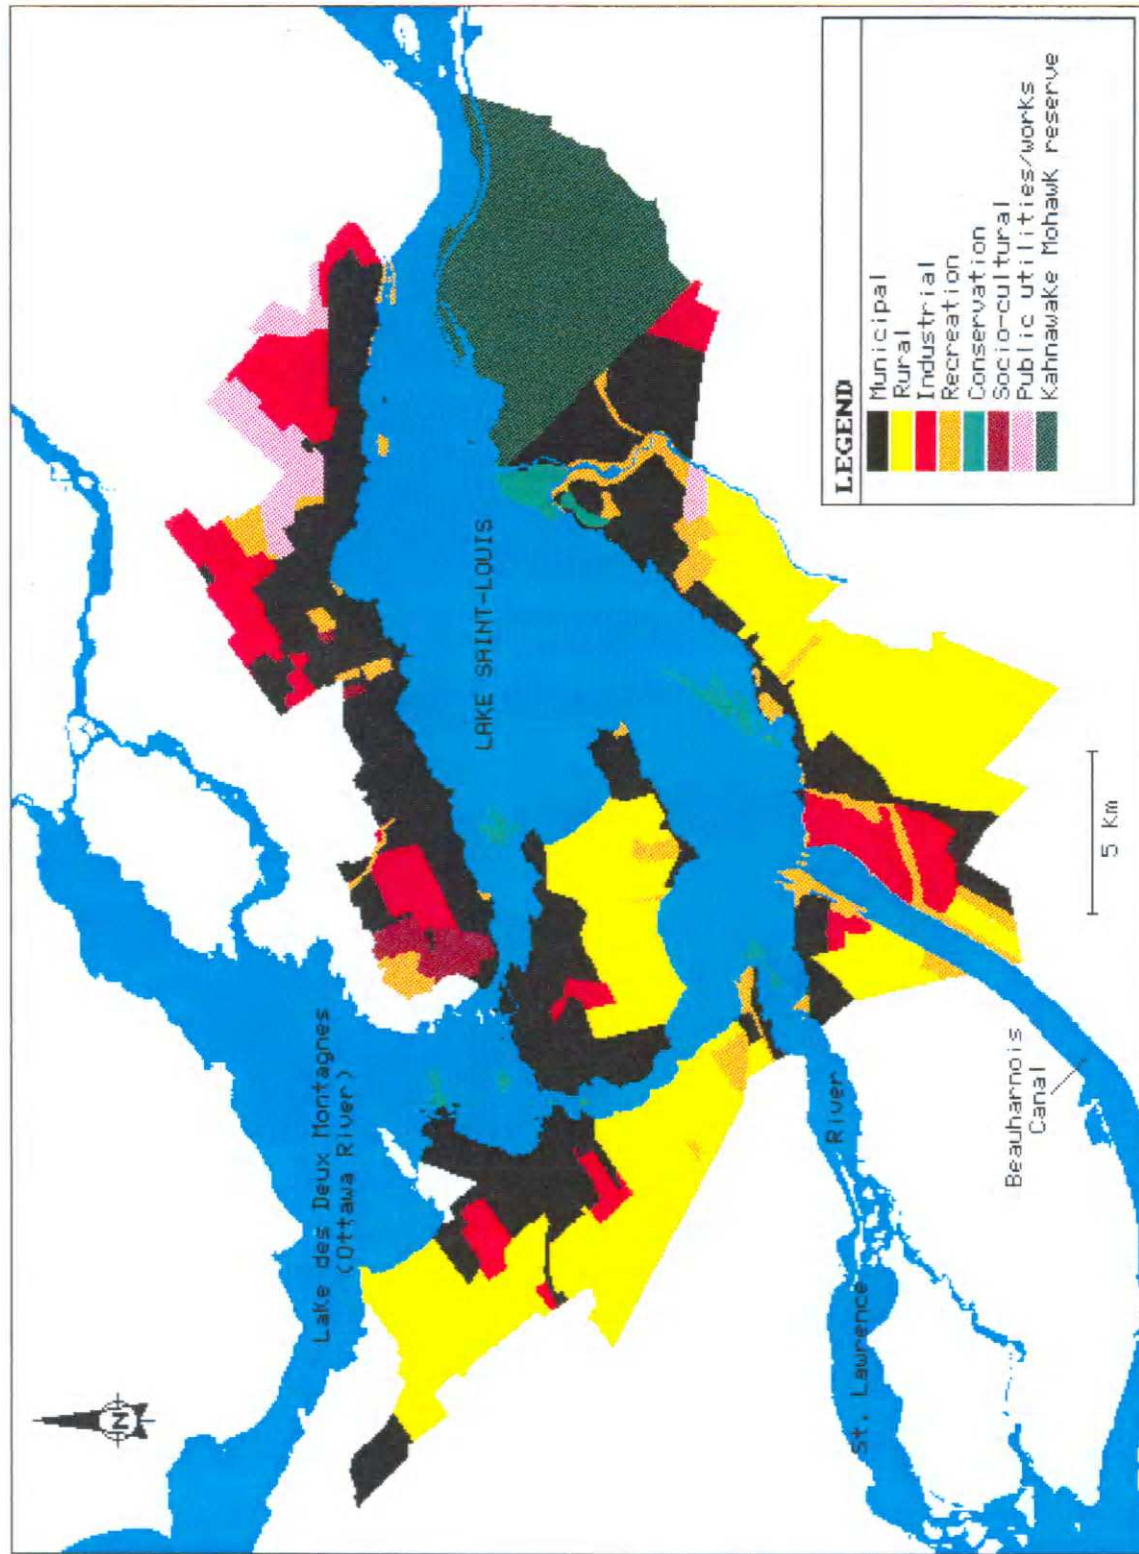 N
Lake des Deux Montagnes
(Ottawa River)
LAKE SAINT-LOUIS
St. Lawrence
River
Beauharnois
Canal
5 Km
LEGEND
Municipal
Rural
Industrial
Recreation
Conservation
Socio-cultural
Public utilities/works
Kahnawake Mohawk reserve